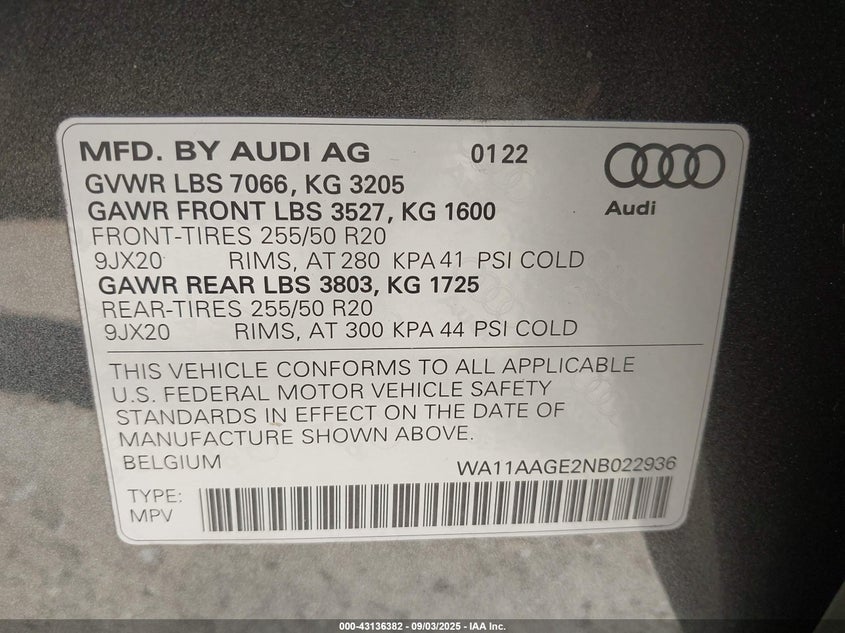 MFD. BY AUDI AG 0122
GVWR LBS 7066, KG 3205
GAWR FRONT LBS 3527, KG 1600
Audi
FRONT-TIRES 255/50 R20
9JX20 RIMS, AT 280 KPA 41 PSI COLD
GAWR REAR LBS 3803, KG 1725
REAR-TIRES 255/50 R20
9JX20 RIMS, AT 300 KPA 44 PSI COLD
THIS VEHICLE CONFORMS TO ALL APPLICABLE
U.S. FEDERAL MOTOR VEHICLE SAFETY
STANDARDS IN EFFECT ON THE DATE OF
MANUFACTURE SHOWN ABOVE.
BELGIUM WA11AAGE2NB022936
TYPE:
MPV
000-43136382 - 09/03/2025 - IAA Inc.